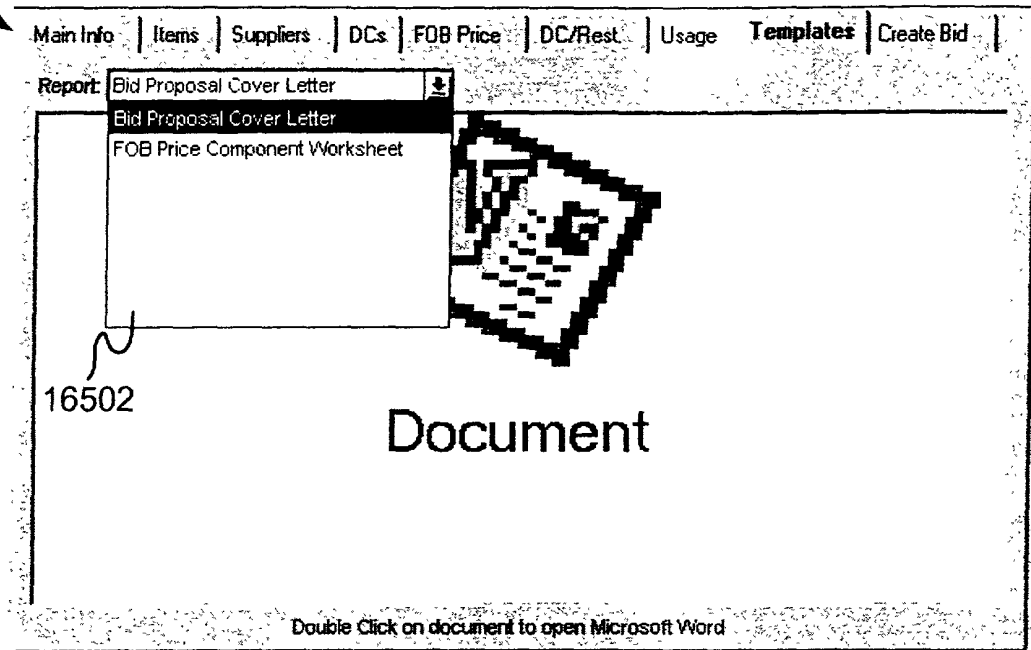 Main Info Items Suppliers DCs FOB Price DC/Rest. Usage Templates Create Bid
Report: Bid Proposal Cover Letter
Bid Proposal Cover Letter
FOB Price Component Worksheet
16502
Document
Double Click on document to open Microsoft Word